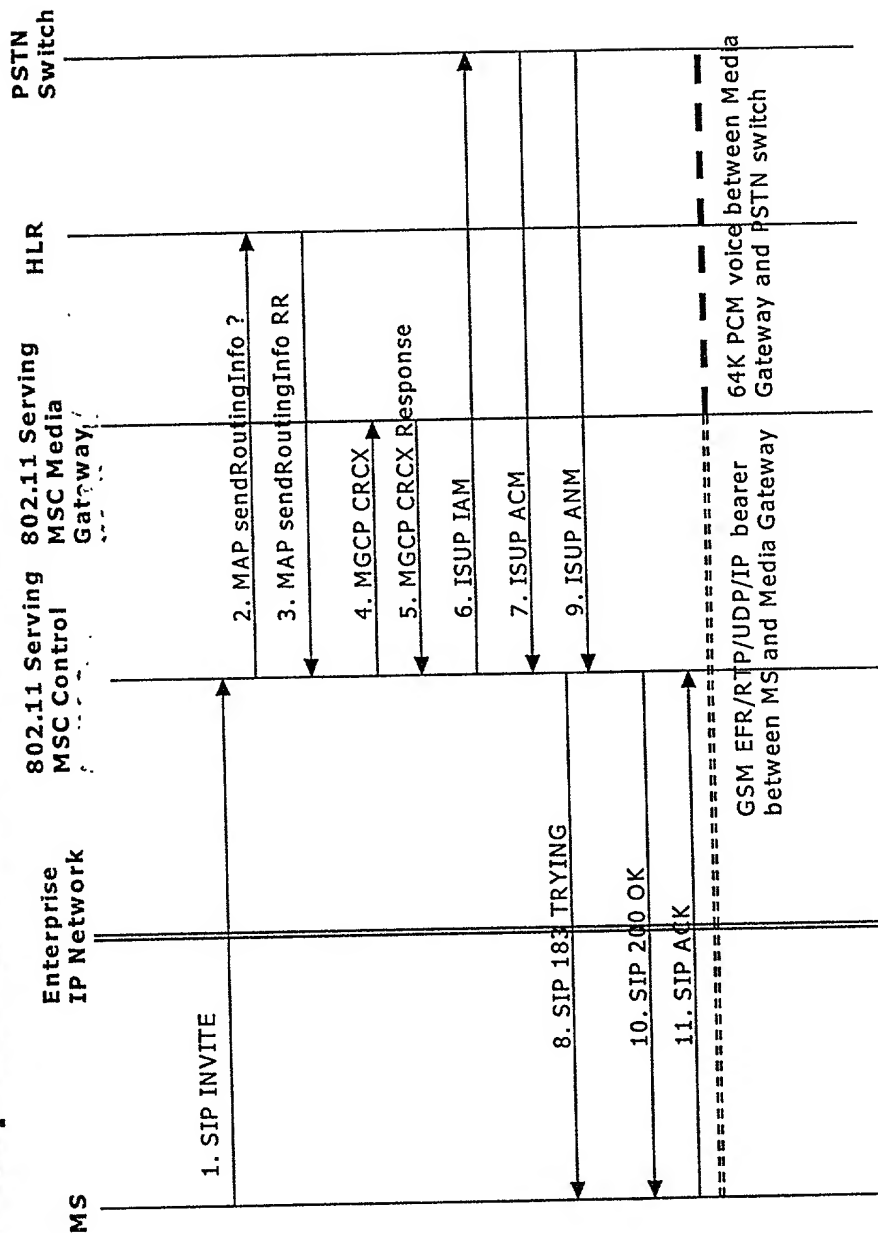 MS
Enterprise
IP Network
802.11 Serving
MSC Control
802.11 Serving
MSC Media
Gateway
HLR
PSTN
Switch
1. SIP INVITE
2. MAP sendRoutingInfo ?
3. MAP sendRoutingInfo RR
4. MGCP CRCX
5. MGCP CRCX Response
6. ISUP IAM
7. ISUP ACM
8. SIP 183 TRYING
9. ISUP ANM
10. SIP 200 OK
11. SIP ACK
GSM EFR/RTP/UDP/IP bearer
between MS and Media Gateway
64K PCM voice between Media
Gateway and PSTN switch